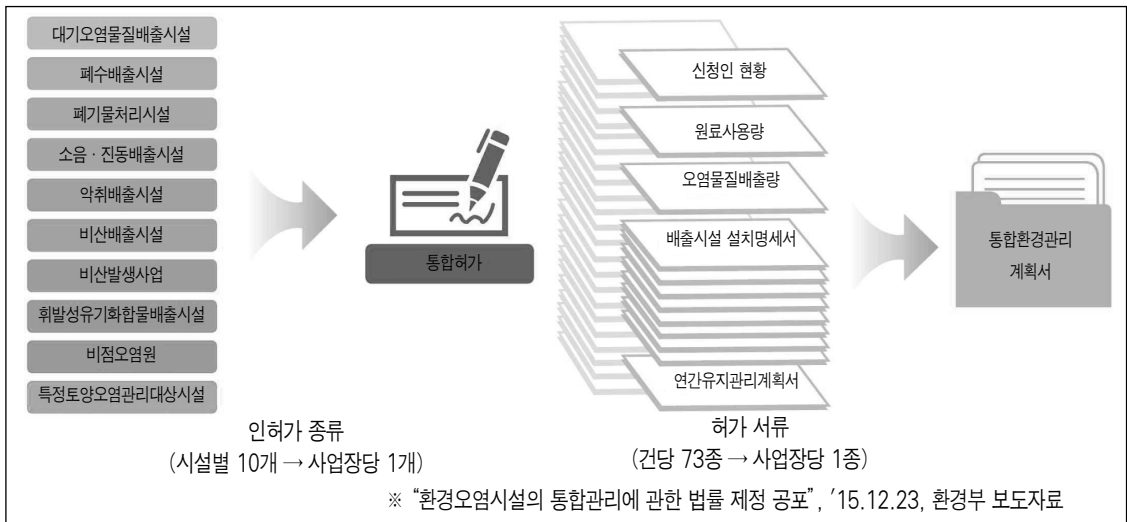 대기오염물질배출시설
폐수배출시설
폐기물처리시설
소음 · 진동배출시설
악취배출시설
비산배출시설
비산발생사업
휘발성유기화합물배출시설
비점오염원
특정토양오염관리대상시설
인허가 종류
(시설별 10개 → 사업장당 1개)
통합허가
신청인 현황
원료사용량
오염물질배출량
배출시설 설치명세서
연간유지관리계획서
허가 서류
(건당 73종 → 사업장당 1종)
통합환경관리
계획서
※ “환경오염시설의 통합관리에 관한 법률 제정 공포”, ’15.12.23, 환경부 보도자료